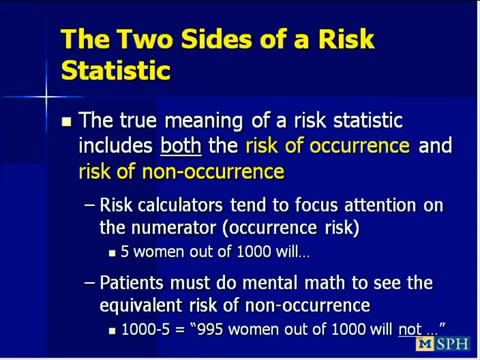 The Two Sides of a Risk
Statistic
■ The true meaning of a risk statistic
includes both the risk of occurrence and
risk of non-occurrence
– Risk calculators tend to focus attention on
the numerator (occurrence risk)
■ 5 women out of 1000 will…
– Patients must do mental math to see the
equivalent risk of non-occurrence
■ 1000-5 = “995 women out of 1000 will not …”
M SPH